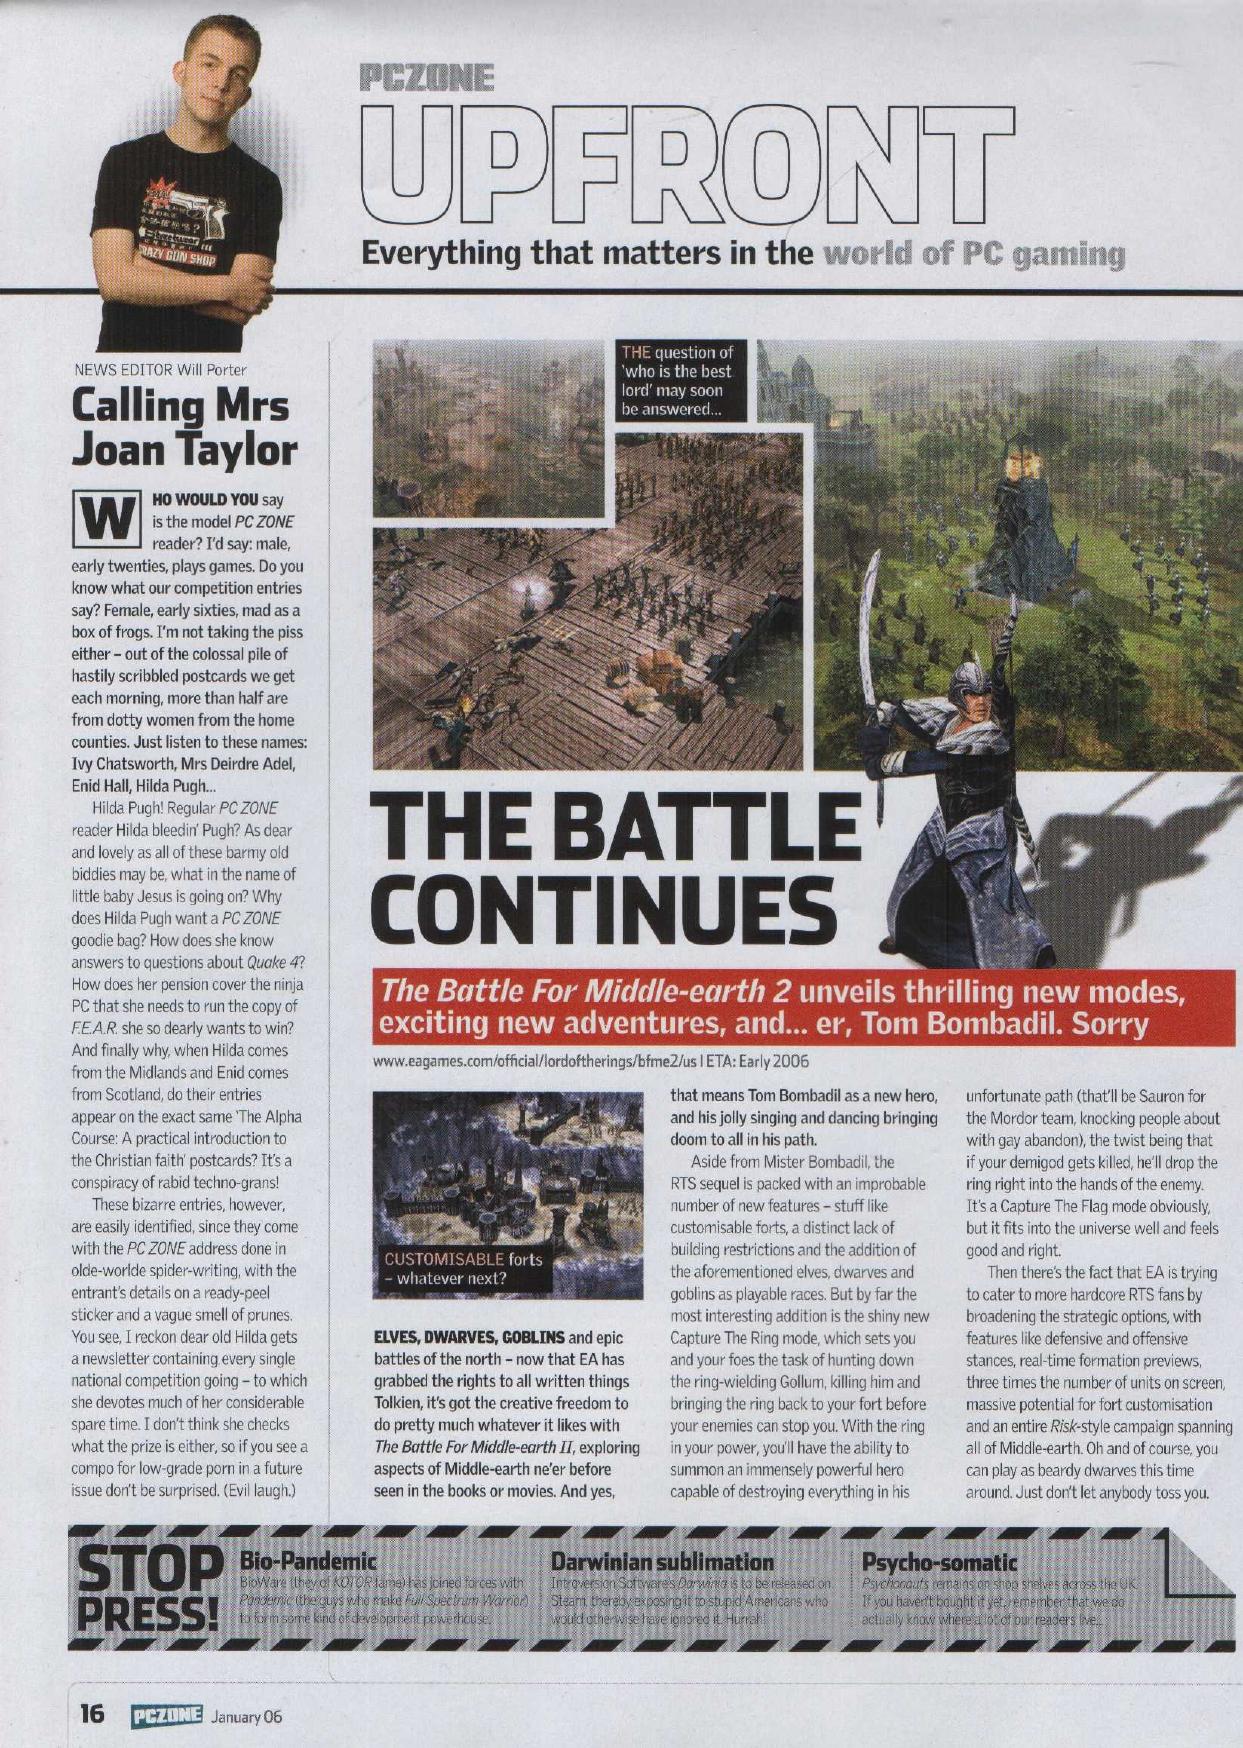 PCZONE
UPFRONT
Everything that matters in the world of PC gaming
CRAZY GUN SHOP
NEWS EDITOR Will Porter
Calling Mrs
Joan Taylor
WHO WOULD YOU say
is the model PC ZONE
reader? I'd say: male,
early twenties, plays games. Do you
know what our competition entries
say? Female, early sixties, mad as a
box of frogs. I'm not taking the piss
either – out of the colossal pile of
hastily scribbled postcards we get
each morning, more than half are
from dotty women from the home
counties. Just listen to these names:
Ivy Chatsworth, Mrs Deirdre Adel,
Enid Hall, Hilda Pugh...
Hilda Pugh! Regular PC ZONE
reader Hilda bleedin' Pugh? As dear
and lovely as all of these barmy old
biddies may be, what in the name of
little baby Jesus is going on? Why
does Hilda Pugh want a PC ZONE
goodie bag? How does she know
answers to questions about Quake 4?
How does her pension cover the ninja
PC that she needs to run the copy of
F.E.A.R. she so dearly wants to win?
And finally why, when Hilda comes
from the Midlands and Enid comes
from Scotland, do their entries
appear on the exact same 'The Alpha
Course: A practical introduction to
the Christian faith' postcards? It's a
conspiracy of rabid techno-grans!
These bizarre entries, however,
are easily identified, since they come
with the PC ZONE address done in
olde-worlde spider-writing, with the
entrant's details on a ready-peel
sticker and a vague smell of prunes.
You see, I reckon dear old Hilda gets
a newsletter containing every single
national competition going – to which
she devotes much of her considerable
spare time. I don't think she checks
what the prize is either, so if you see a
compo for low-grade porn in a future
issue don't be surprised. (Evil laugh.)
THE question of
'who is the best
lord' may soon
be answered...
THE BATTLE
CONTINUES
The Battle For Middle-earth 2 unveils thrilling new modes,
exciting new adventures, and... er, Tom Bombadil. Sorry
www.eagames.com/official/lordoftherings/bfme2/us | ETA: Early 2006
CUSTOMISABLE forts
– whatever next?
ELVES, DWARVES, GOBLINS and epic
battles of the north – now that EA has
grabbed the rights to all written things
Tolkien, it's got the creative freedom to
do pretty much whatever it likes with
The Battle For Middle-earth II, exploring
aspects of Middle-earth ne'er before
seen in the books or movies. And yes,
that means Tom Bombadil as a new hero,
and his jolly singing and dancing bringing
doom to all in his path.
Aside from Mister Bombadil, the
RTS sequel is packed with an improbable
number of new features – stuff like
customisable forts, a distinct lack of
building restrictions and the addition of
the aforementioned elves, dwarves and
goblins as playable races. But by far the
most interesting addition is the shiny new
Capture The Ring mode, which sets you
and your foes the task of hunting down
the ring-wielding Gollum, killing him and
bringing the ring back to your fort before
your enemies can stop you. With the ring
in your power, you'll have the ability to
summon an immensely powerful hero
capable of destroying everything in his
unfortunate path (that'll be Sauron for
the Mordor team, knocking people about
with gay abandon), the twist being that
if your demigod gets killed, he'll drop the
ring right into the hands of the enemy.
It's a Capture The Flag mode obviously,
but it fits into the universe well and feels
good and right.
Then there's the fact that EA is trying
to cater to more hardcore RTS fans by
broadening the strategic options, with
features like defensive and offensive
stances, real-time formation previews,
three times the number of units on screen,
massive potential for fort customisation
and an entire Risk-style campaign spanning
all of Middle-earth. Oh and of course, you
can play as beardy dwarves this time
around. Just don't let anybody toss you.
STOP
PRESS!
Bio-Pandemic
BioWare (they of KOTOR fame) has joined forces with
Pandemic (the guys who make Full Spectrum Warrior)
to form some kind of development powerhouse.
Darwinian sublimation
Introversion Software's Darwinia is to be released on
Steam, thereby exposing it to stupid Americans who
would otherwise have ignored it. Hurrah!
Psycho-somatic
Psychonauts remains on shop shelves across the UK.
If you haven't bought it yet, remember that we do
actually know where a lot of our readers live...
16 PCZONE January 06